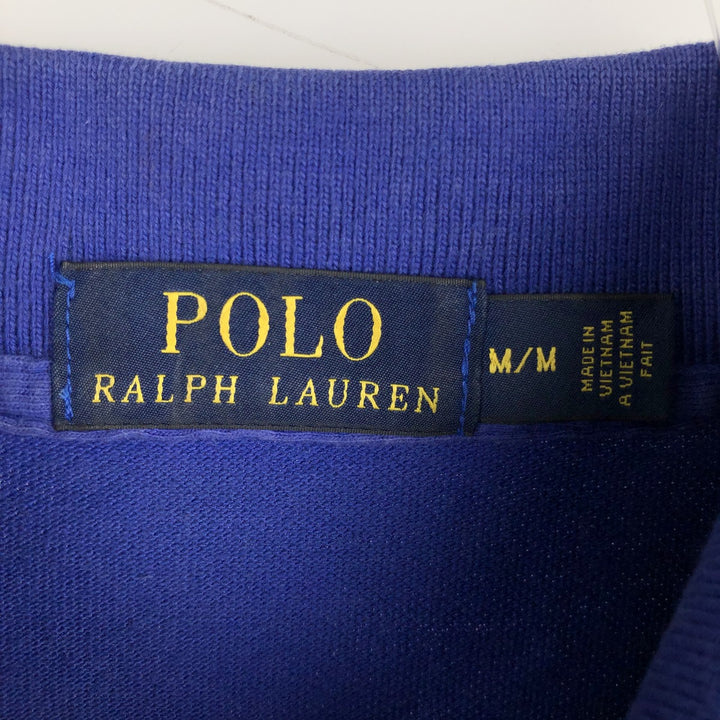 POLO
RALPH LAUREN
M/M
MADE IN
VIETNAM
A VIETNAM
FAIT